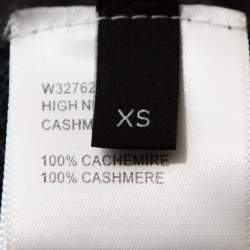 W32762
HIGH N
CASHM
XS
100% CACHEMIRE
100% CASHMERE